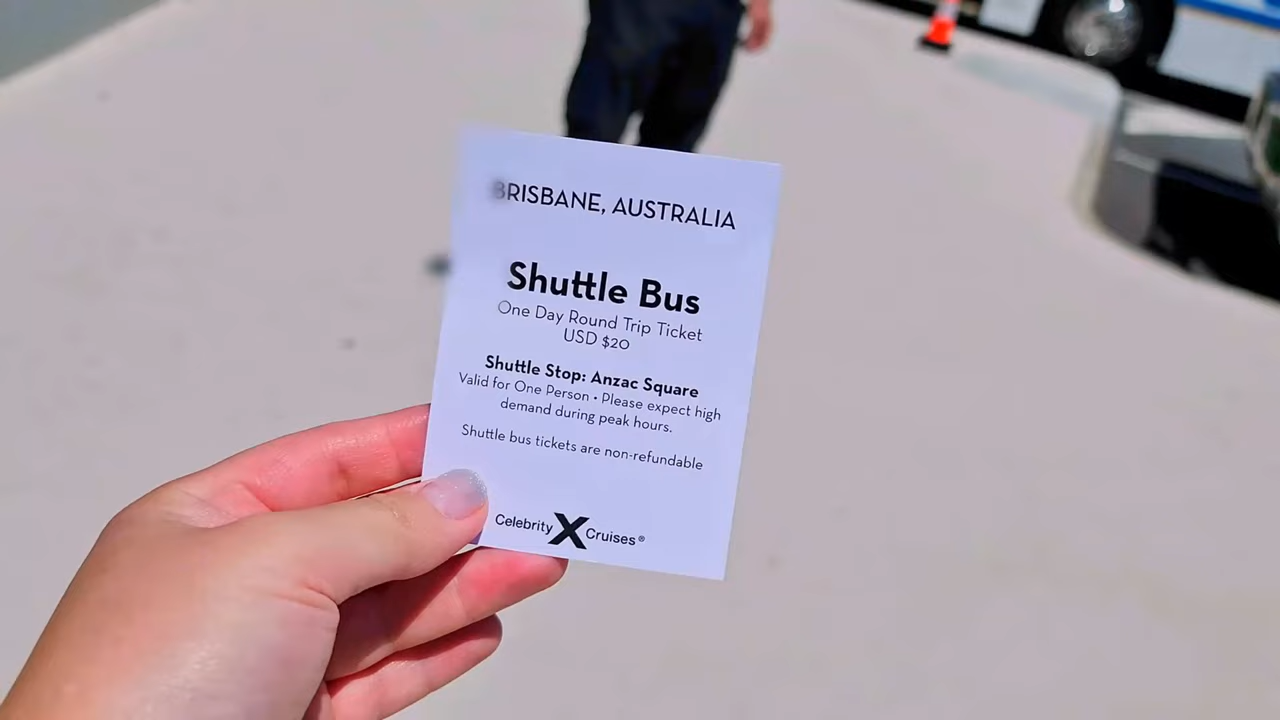 BRISBANE, AUSTRALIA
Shuttle Bus
One Day Round Trip Ticket
USD $20
Shuttle Stop: Anzac Square
Valid for One Person • Please expect high
demand during peak hours.
Shuttle bus tickets are non-refundable
Celebrity X Cruises®